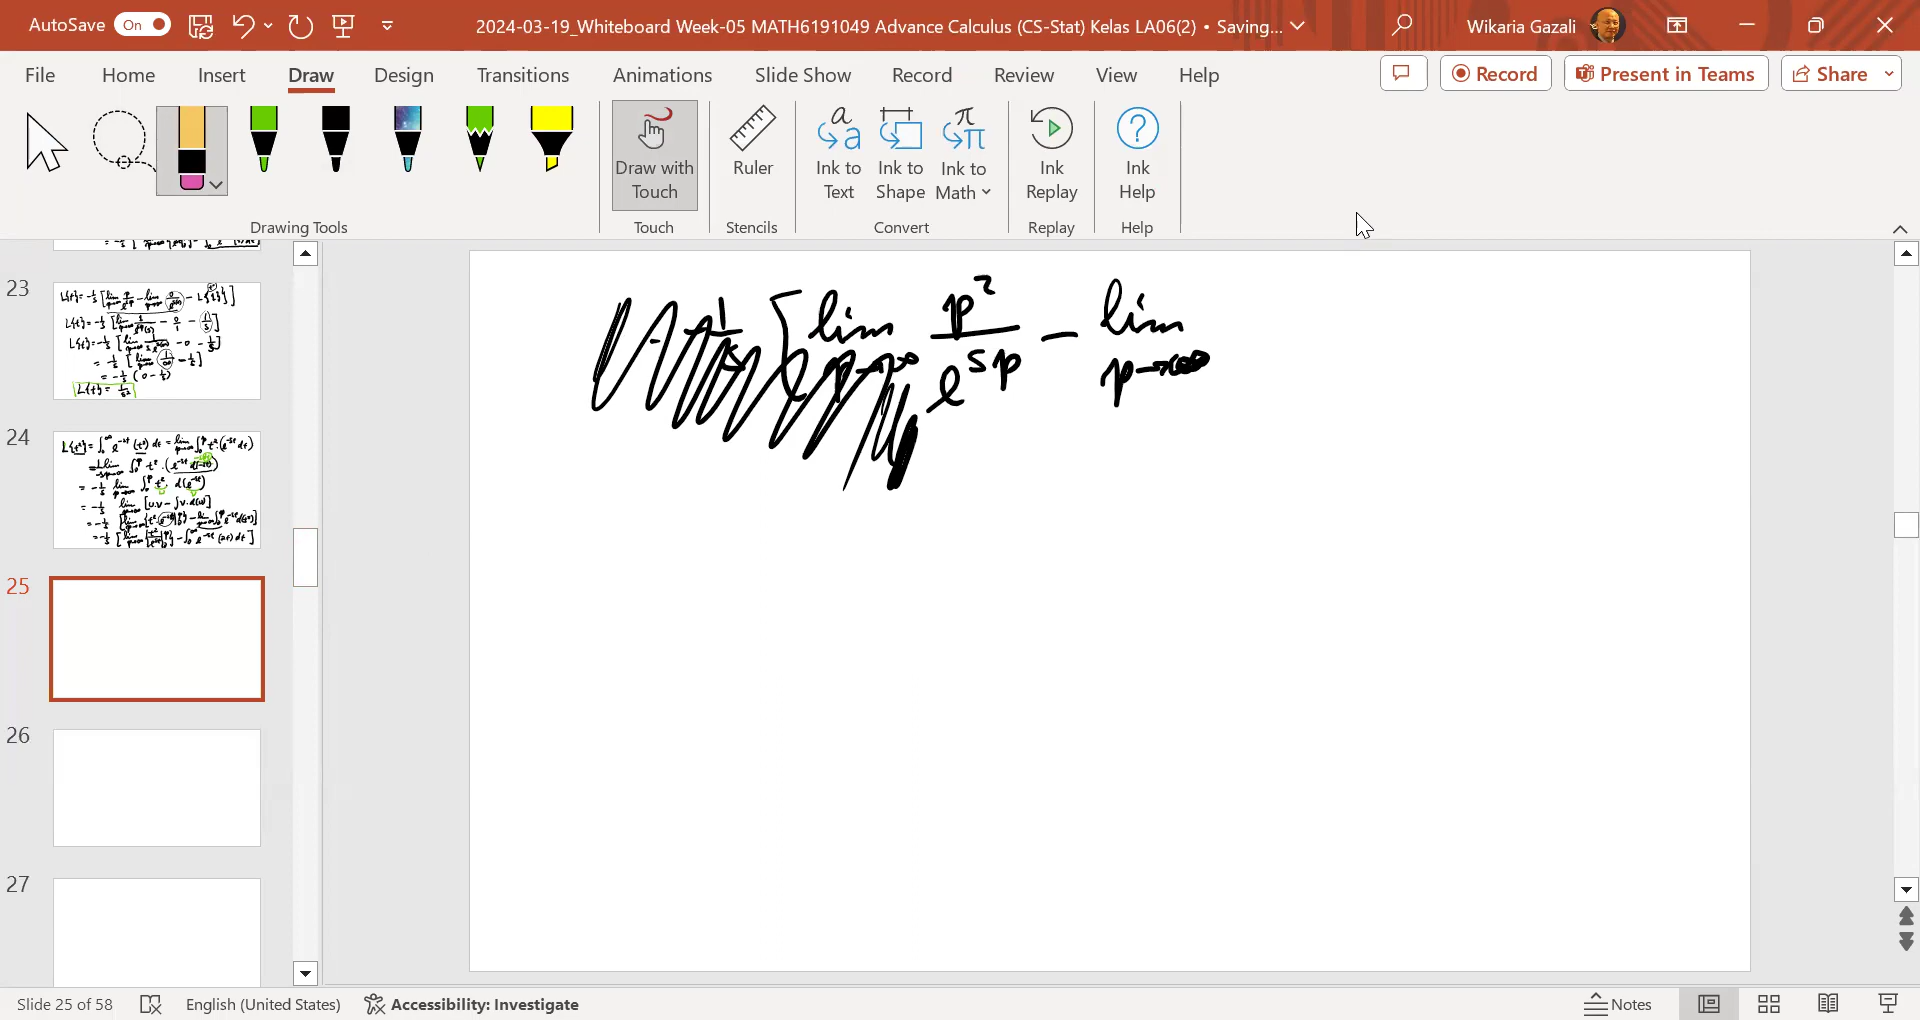 AutoSave On
2024-03-19_Whiteboard Week-05 MATH6191049 Advance Calculus (CS-Stat) Kelas LA06(2) • Saving...
Wikaria Gazali
File Home Insert Draw Design Transitions Animations Slide Show Record Review View Help
Record Present in Teams Share
Draw with Touch
Ruler
Ink to Text
Ink to Shape
Ink to Math
Ink Replay
Ink Help
Drawing Tools Touch Stencils Convert Replay Help
23
24
25
26
27
-1/s [ lim p→∞ p²/e^sp - lim p→∞
Slide 25 of 58 English (United States) Accessibility: Investigate Notes